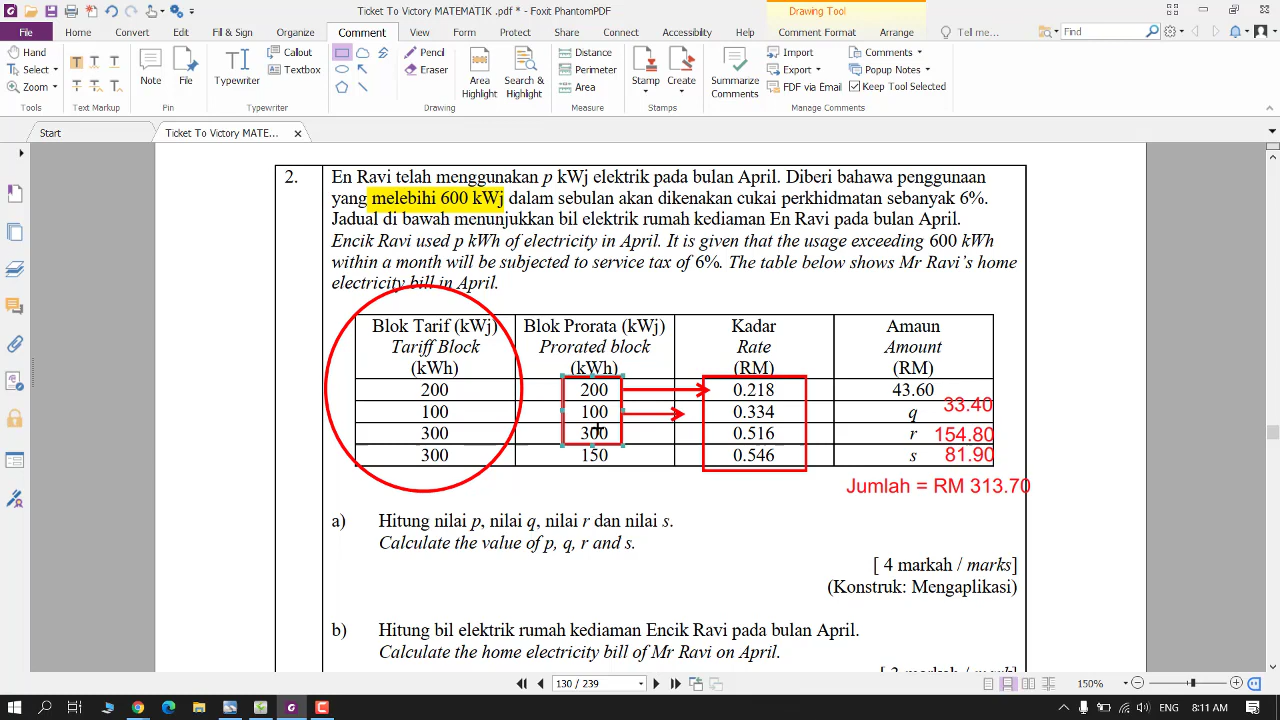 Ticket To Victory MATEMATIK .pdf * - Foxit PhantomPDF
Drawing Tool
File Home Convert Edit Fill & Sign Organize Comment View Form Protect Share Connect Accessibility Help Comment Format Arrange Tell me... Find
Hand
Select
Zoom
Tools
Text Markup
Note
File
Pin
Typewriter
Callout
Textbox
Typewriter
Pencil
Eraser
Drawing
Area Highlight
Search & Highlight
Distance
Perimeter
Area
Measure
Stamp
Create
Stamps
Summarize Comments
Import
Export
FDF via Email
Comments
Popup Notes
Keep Tool Selected
Manage Comments
Start
Ticket To Victory MATE...
2. En Ravi telah menggunakan p kWj elektrik pada bulan April. Diberi bahawa penggunaan
yang melebihi 600 kWj dalam sebulan akan dikenakan cukai perkhidmatan sebanyak 6%.
Jadual di bawah menunjukkan bil elektrik rumah kediaman En Ravi pada bulan April.
Encik Ravi used p kWh of electricity in April. It is given that the usage exceeding 600 kWh
within a month will be subjected to service tax of 6%. The table below shows Mr Ravi's home
electricity bill in April.
Blok Tarif (kWj) Blok Prorata (kWj) Kadar Amaun
Tariff Block Prorated block Rate Amount
(kWh) (kWh) (RM) (RM)
200 200 0.218 43.60
100 100 0.334 q 33.40
300 300 0.516 r 154.80
300 150 0.546 s 81.90
Jumlah = RM 313.70
a) Hitung nilai p, nilai q, nilai r dan nilai s.
Calculate the value of p, q, r and s.
[ 4 markah / marks]
(Konstruk: Mengaplikasi)
b) Hitung bil elektrik rumah kediaman Encik Ravi pada bulan April.
Calculate the home electricity bill of Mr Ravi on April.
130 / 239
150%
ENG 8:11 AM